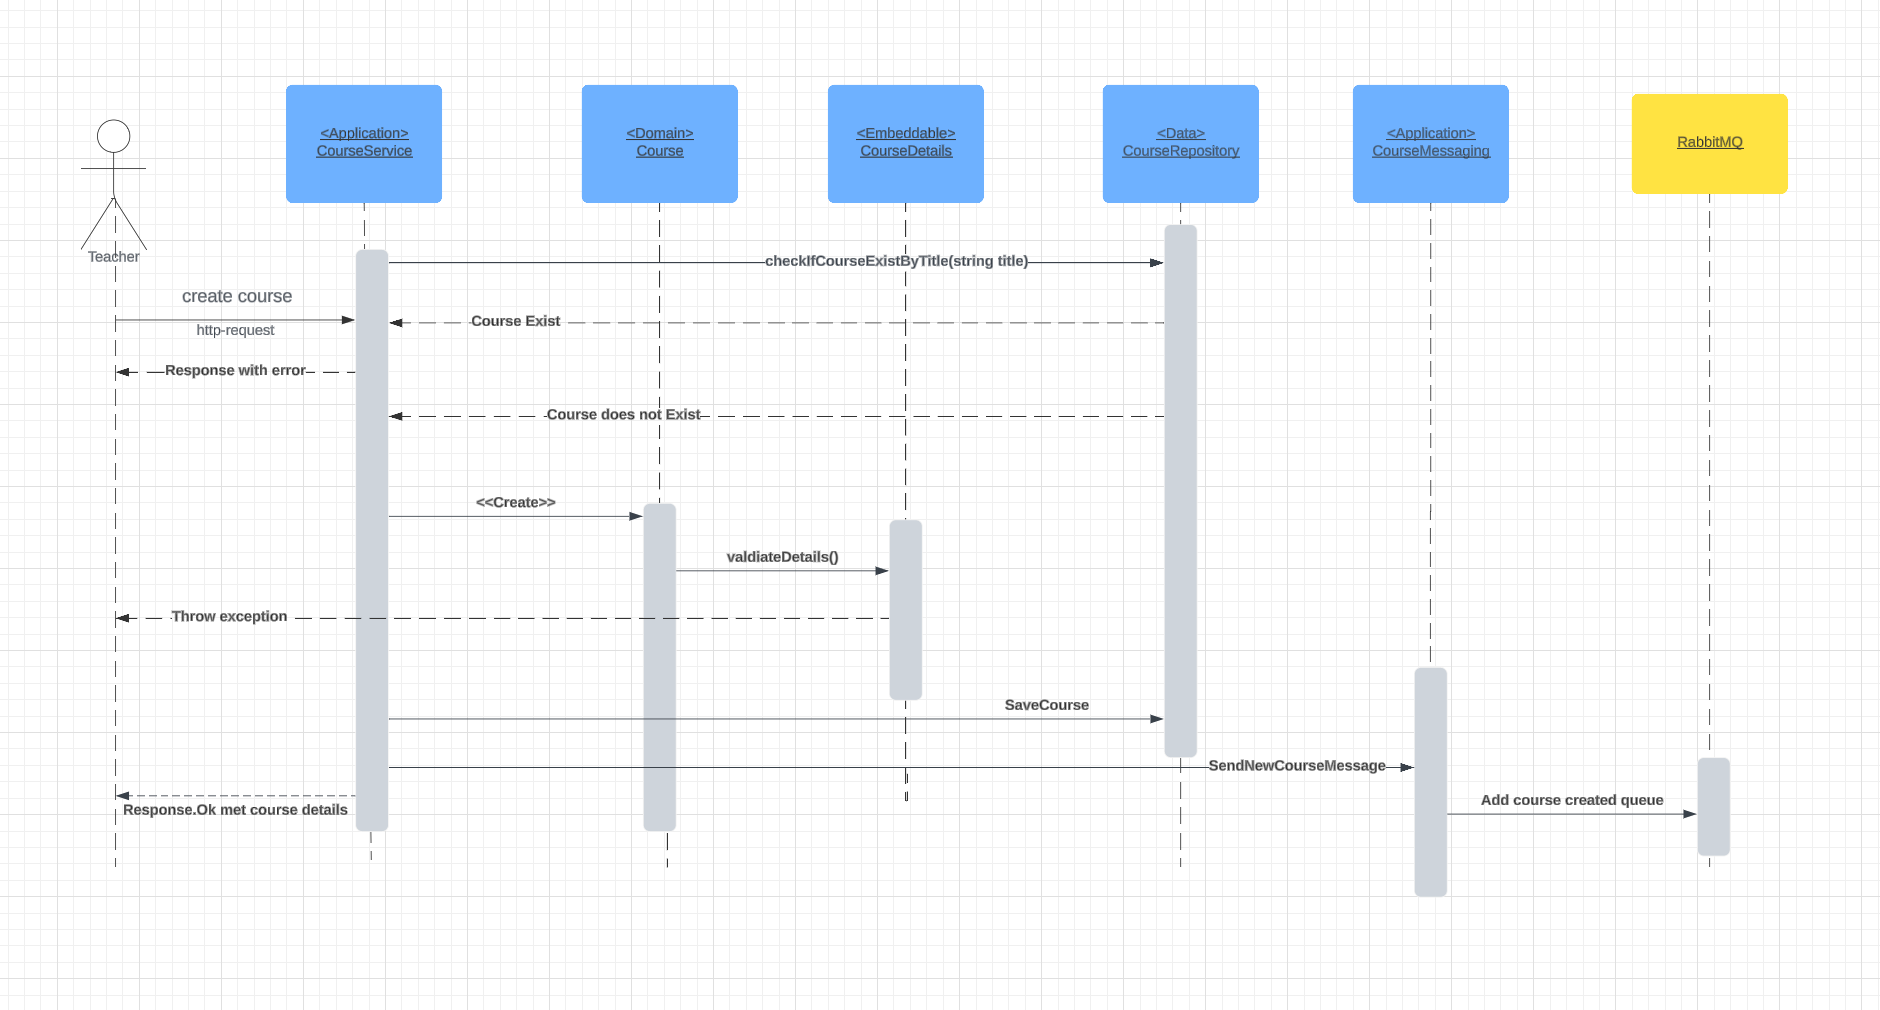 <Application>
CourseService
<Domain>
Course
<Embeddable>
CourseDetails
<Data>
CourseRepository
<Application>
CourseMessaging
RabbitMQ
Teacher
checkIfCourseExistByTitle(string title)
create course
http-request
Course Exist
Response with error
Course does not Exist
<<Create>>
valdiateDetails()
Throw exception
SaveCourse
SendNewCourseMessage
Add course created queue
Response.Ok met course details